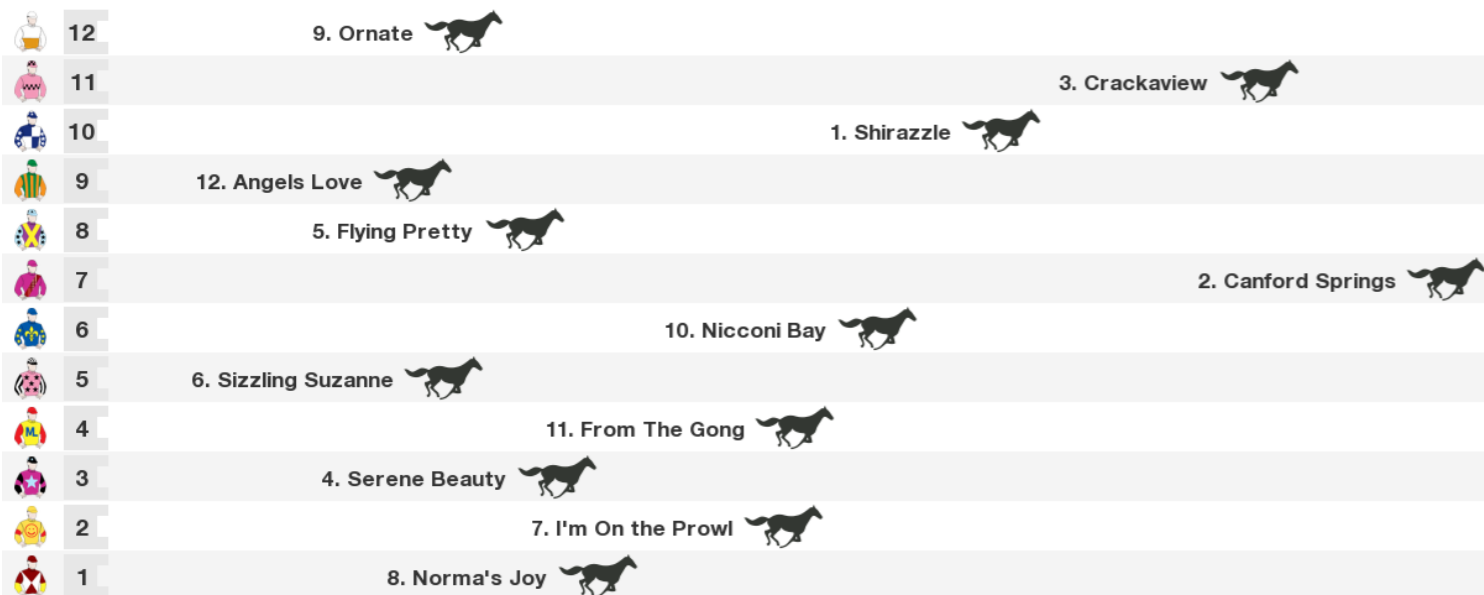 12 9. Ornate
11 3. Crackaview
10 1. Shirazzle
9 12. Angels Love
8 5. Flying Pretty
7 2. Canford Springs
6 10. Nicconi Bay
5 6. Sizzling Suzanne
ML 4 11. From The Gong
3 4. Serene Beauty
2 7. I'm On the Prowl
1 8. Norma's Joy